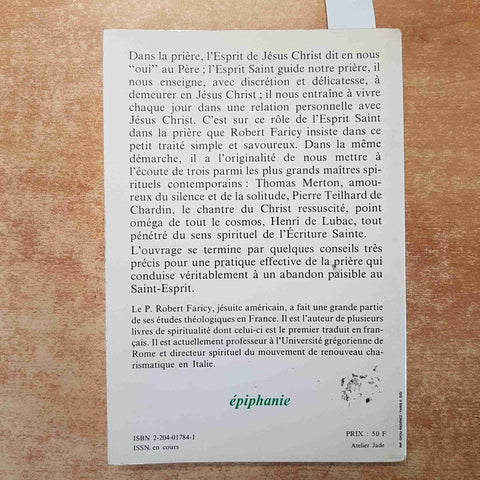 Dans la prière, l'Esprit de Jésus Christ dit en nous
“oui” au Père ; l'Esprit Saint guide notre prière, il
nous enseigne, avec discrétion et délicatesse, à
demeurer en Jésus Christ ; il nous entraîne à vivre
chaque jour dans une relation personnelle avec
Jésus Christ. C'est sur ce rôle de l'Esprit Saint
dans la prière que Robert Faricy insiste dans ce
petit traité simple et savoureux. Dans la même
démarche, il a l'originalité de nous mettre à
l'écoute de trois parmi les plus grands maîtres spi-
rituels contemporains : Thomas Merton, amou-
reux du silence et de la solitude, Pierre Teilhard de
Chardin, le chantre du Christ ressuscité, point
oméga de tout le cosmos, Henri de Lubac, tout
pénétré du sens spirituel de l'Écriture Sainte.
L'ouvrage se termine par quelques conseils très
précis pour une pratique effective de la prière qui
conduise véritablement à un abandon paisible au
Saint-Esprit.
Le P. Robert Faricy, jésuite américain, a fait une grande partie
de ses études théologiques en France. Il est l'auteur de plusieurs
livres de spiritualité dont celui-ci est le premier traduit en fran-
çais. Il est actuellement professeur à l'Université grégorienne de
Rome et directeur spirituel du mouvement de renouveau cha-
rismatique en Italie.
épiphanie
ISBN 2-204-01784-1
ISSN. en cours
PRIX : 50 F
Atelier Jade